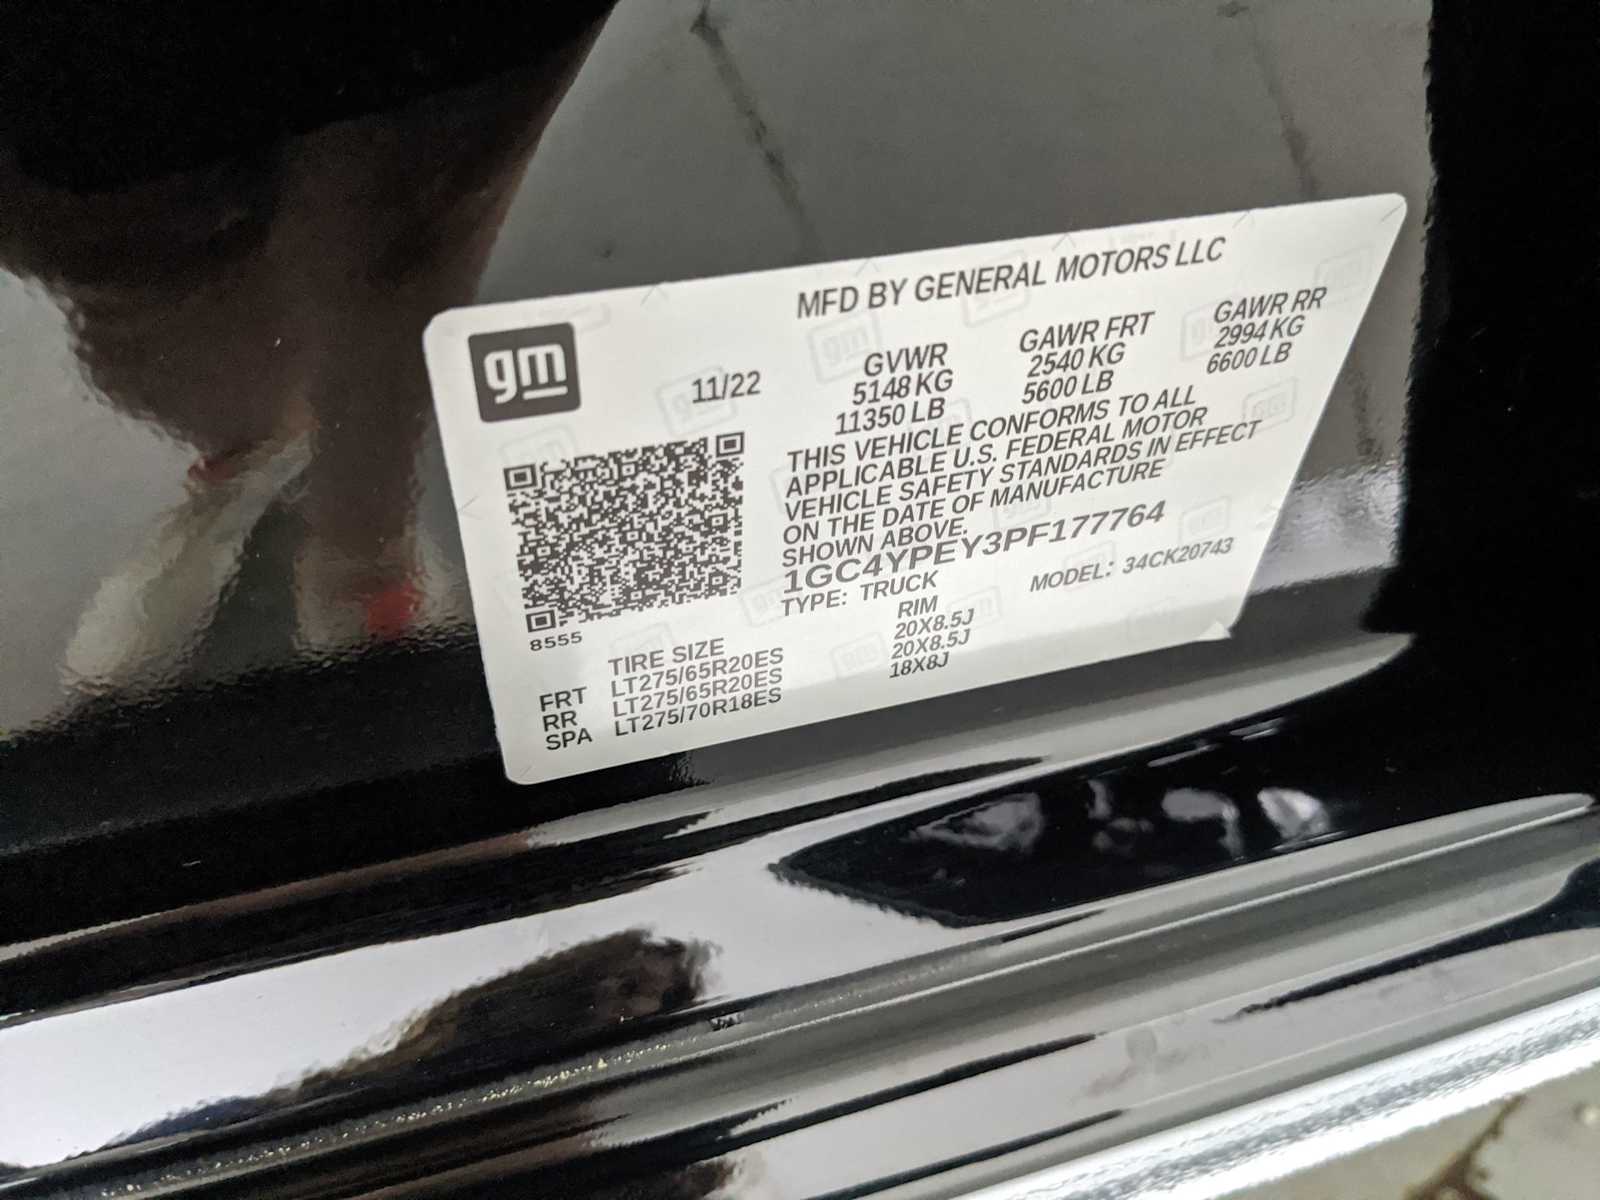 MFD BY GENERAL MOTORS LLC
gm
11/22
GVWR
5148 KG
11350 LB
GAWR FRT
2540 KG
5600 LB
GAWR RR
2994 KG
6600 LB
THIS VEHICLE CONFORMS TO ALL
APPLICABLE U.S. FEDERAL MOTOR
VEHICLE SAFETY STANDARDS IN EFFECT
ON THE DATE OF MANUFACTURE
SHOWN ABOVE.
1GC4YPEY3PF177764
TYPE: TRUCK
MODEL: 34CK20743
8555
TIRE SIZE RIM
FRT LT275/65R20ES 20X8.5J
RR LT275/65R20ES 20X8.5J
SPA LT275/70R18ES 18X8J